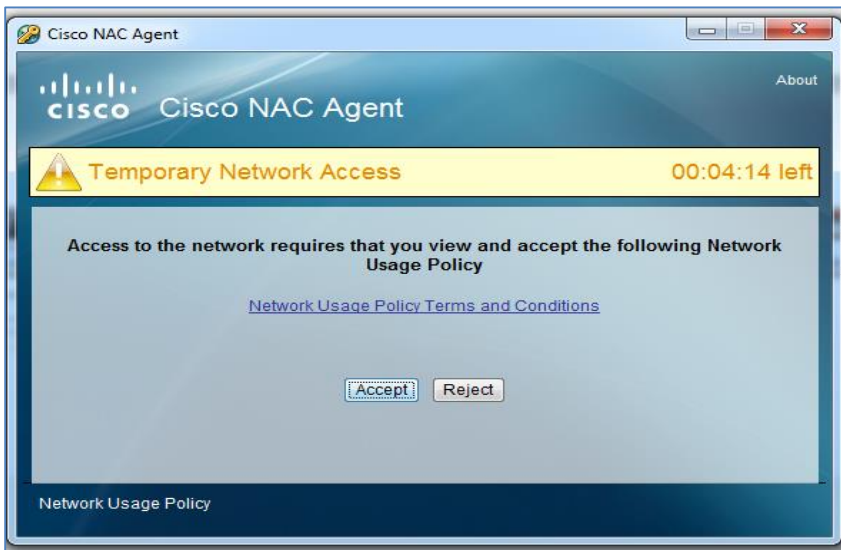 Cisco NAC Agent
About
CISCO Cisco NAC Agent
Temporary Network Access 00:04:14 left
Access to the network requires that you view and accept the following Network
Usage Policy
Network Usage Policy Terms and Conditions
Accept Reject
Network Usage Policy